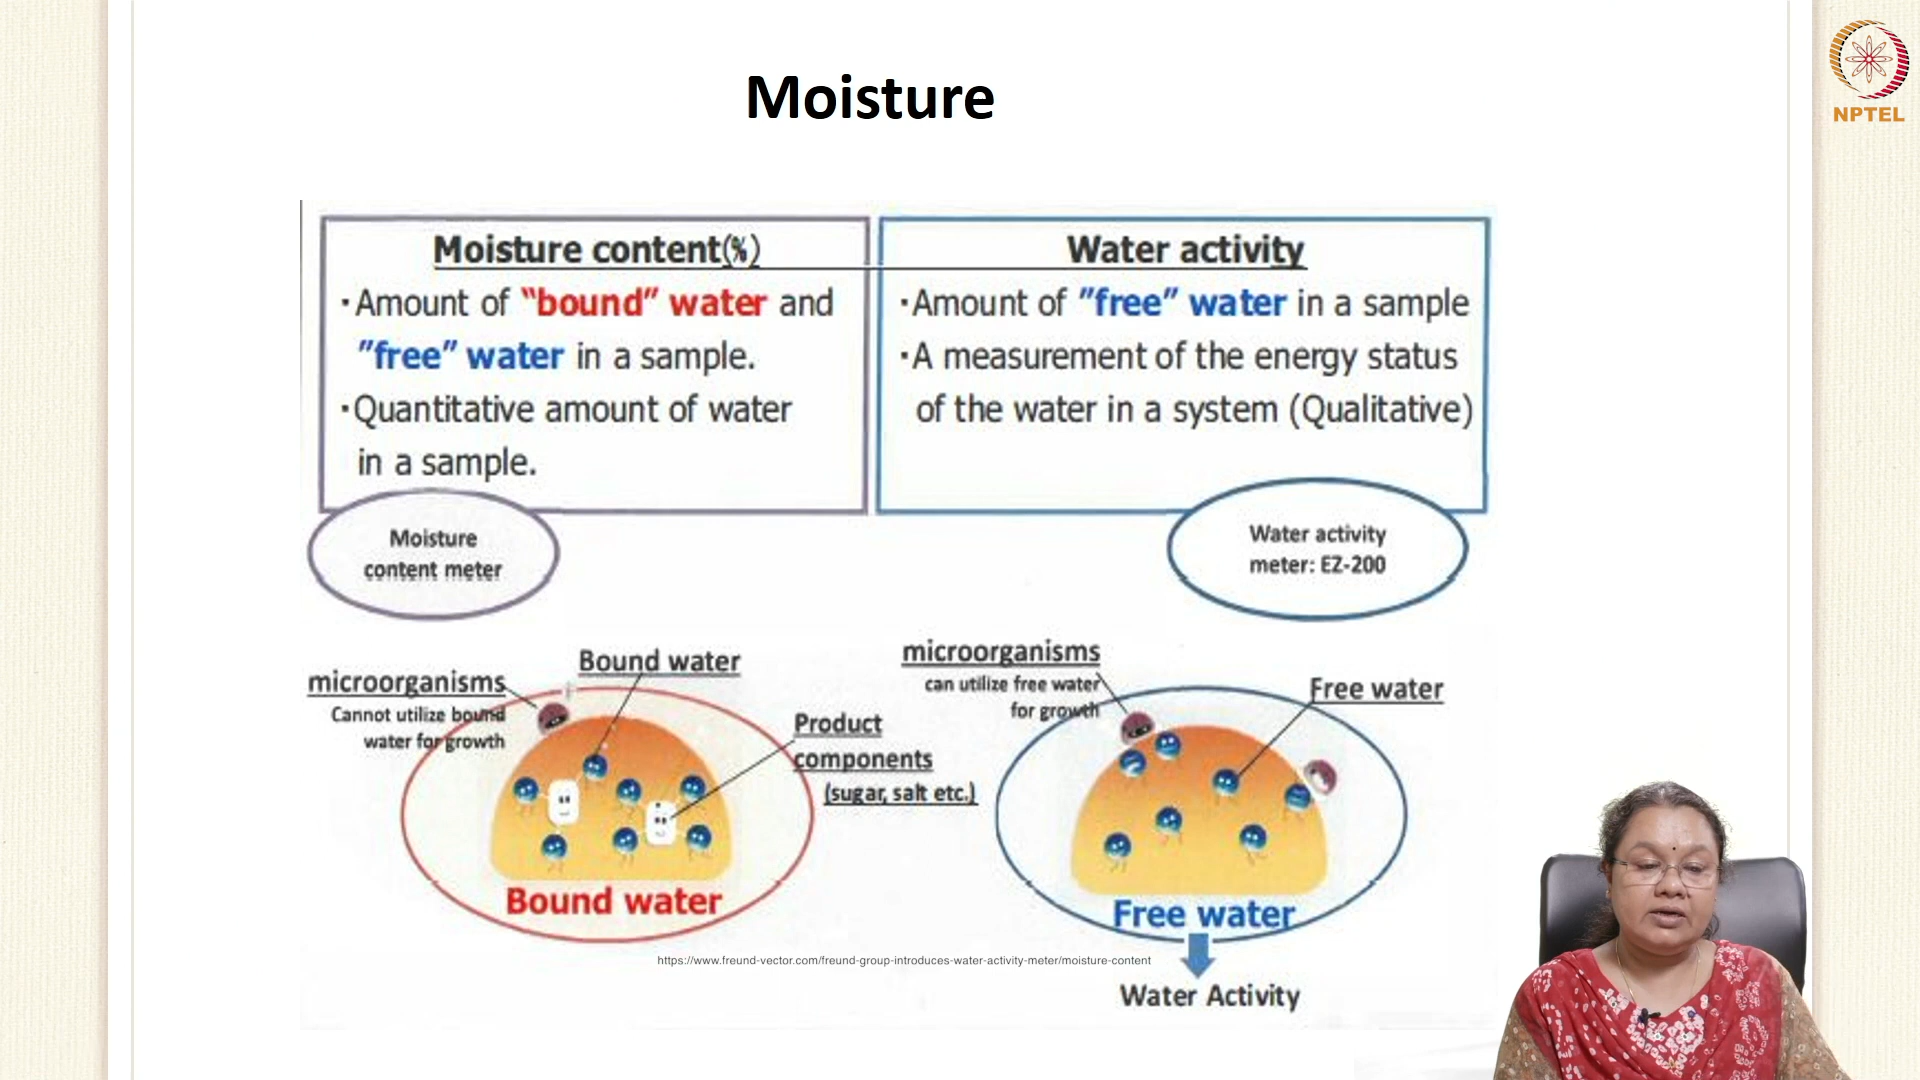 Moisture
NPTEL
Moisture content(%)
·Amount of “bound” water and
”free” water in a sample.
·Quantitative amount of water
in a sample.
Moisture
content meter
Water activity
·Amount of ”free” water in a sample
·A measurement of the energy status
of the water in a system (Qualitative)
Water activity
meter: EZ-200
microorganisms
Cannot utilize bound
water for growth
Bound water
Product
components
(sugar, salt etc.)
Bound water
microorganisms
can utilize free water
for growth
Free water
Free water
https://www.freund-vector.com/freund-group-introduces-water-activity-meter/moisture-content
Water Activity